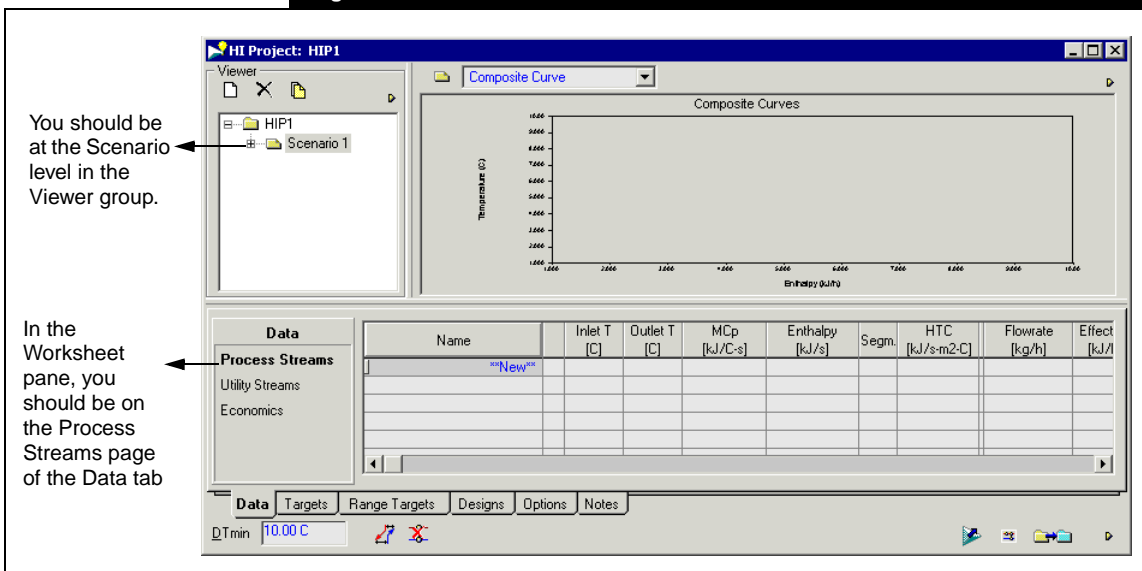 You should be
at the Scenario
level in the
Viewer group.
In the
Worksheet
pane, you
should be on
the Process
Streams page
of the Data tab
HI Project: HIP1
Viewer
HIP1
Scenario 1
Composite Curve
Composite Curves
Temperature (C)
Enthalpy (kJ/h)
Data
Process Streams
Utility Streams
Economics
Name
Inlet T
[C]
Outlet T
[C]
MCp
[kJ/C-s]
Enthalpy
[kJ/s]
Segm.
HTC
[kJ/s-m2-C]
Flowrate
[kg/h]
Effect
**New**
Data Targets Range Targets Designs Options Notes
DTmin 10.00 C